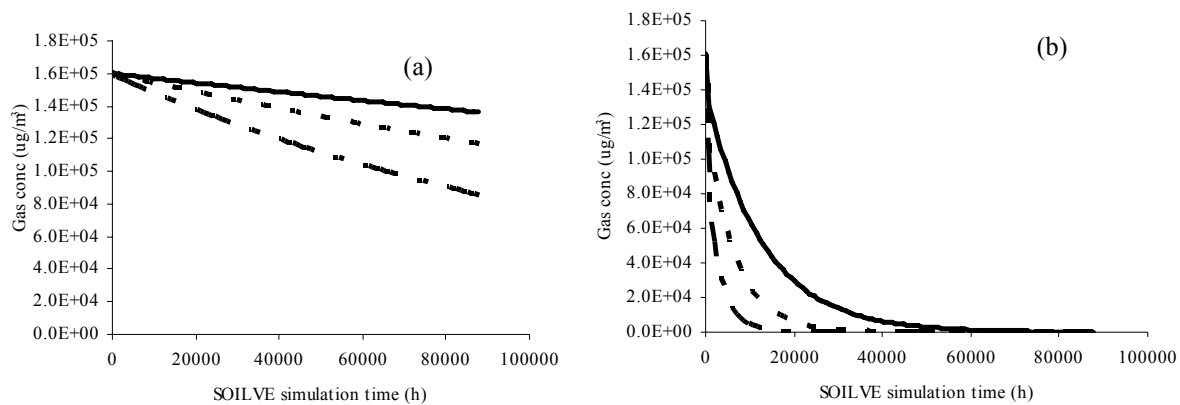 (a)
1.8E+05
1.6E+05
1.4E+05
1.2E+05
1.0E+05
8.0E+04
6.0E+04
4.0E+04
2.0E+04
0.0E+00
Gas conc (ug/m³)
0 20000 40000 60000 80000 100000
SOILVE simulation time (h)
(b)
1.8E+05
1.6E+05
1.4E+05
1.2E+05
1.0E+05
8.0E+04
6.0E+04
4.0E+04
2.0E+04
0.0E+00
Gas conc (ug/m³)
0 20000 40000 60000 80000 100000
SOILVE simulation time (h)